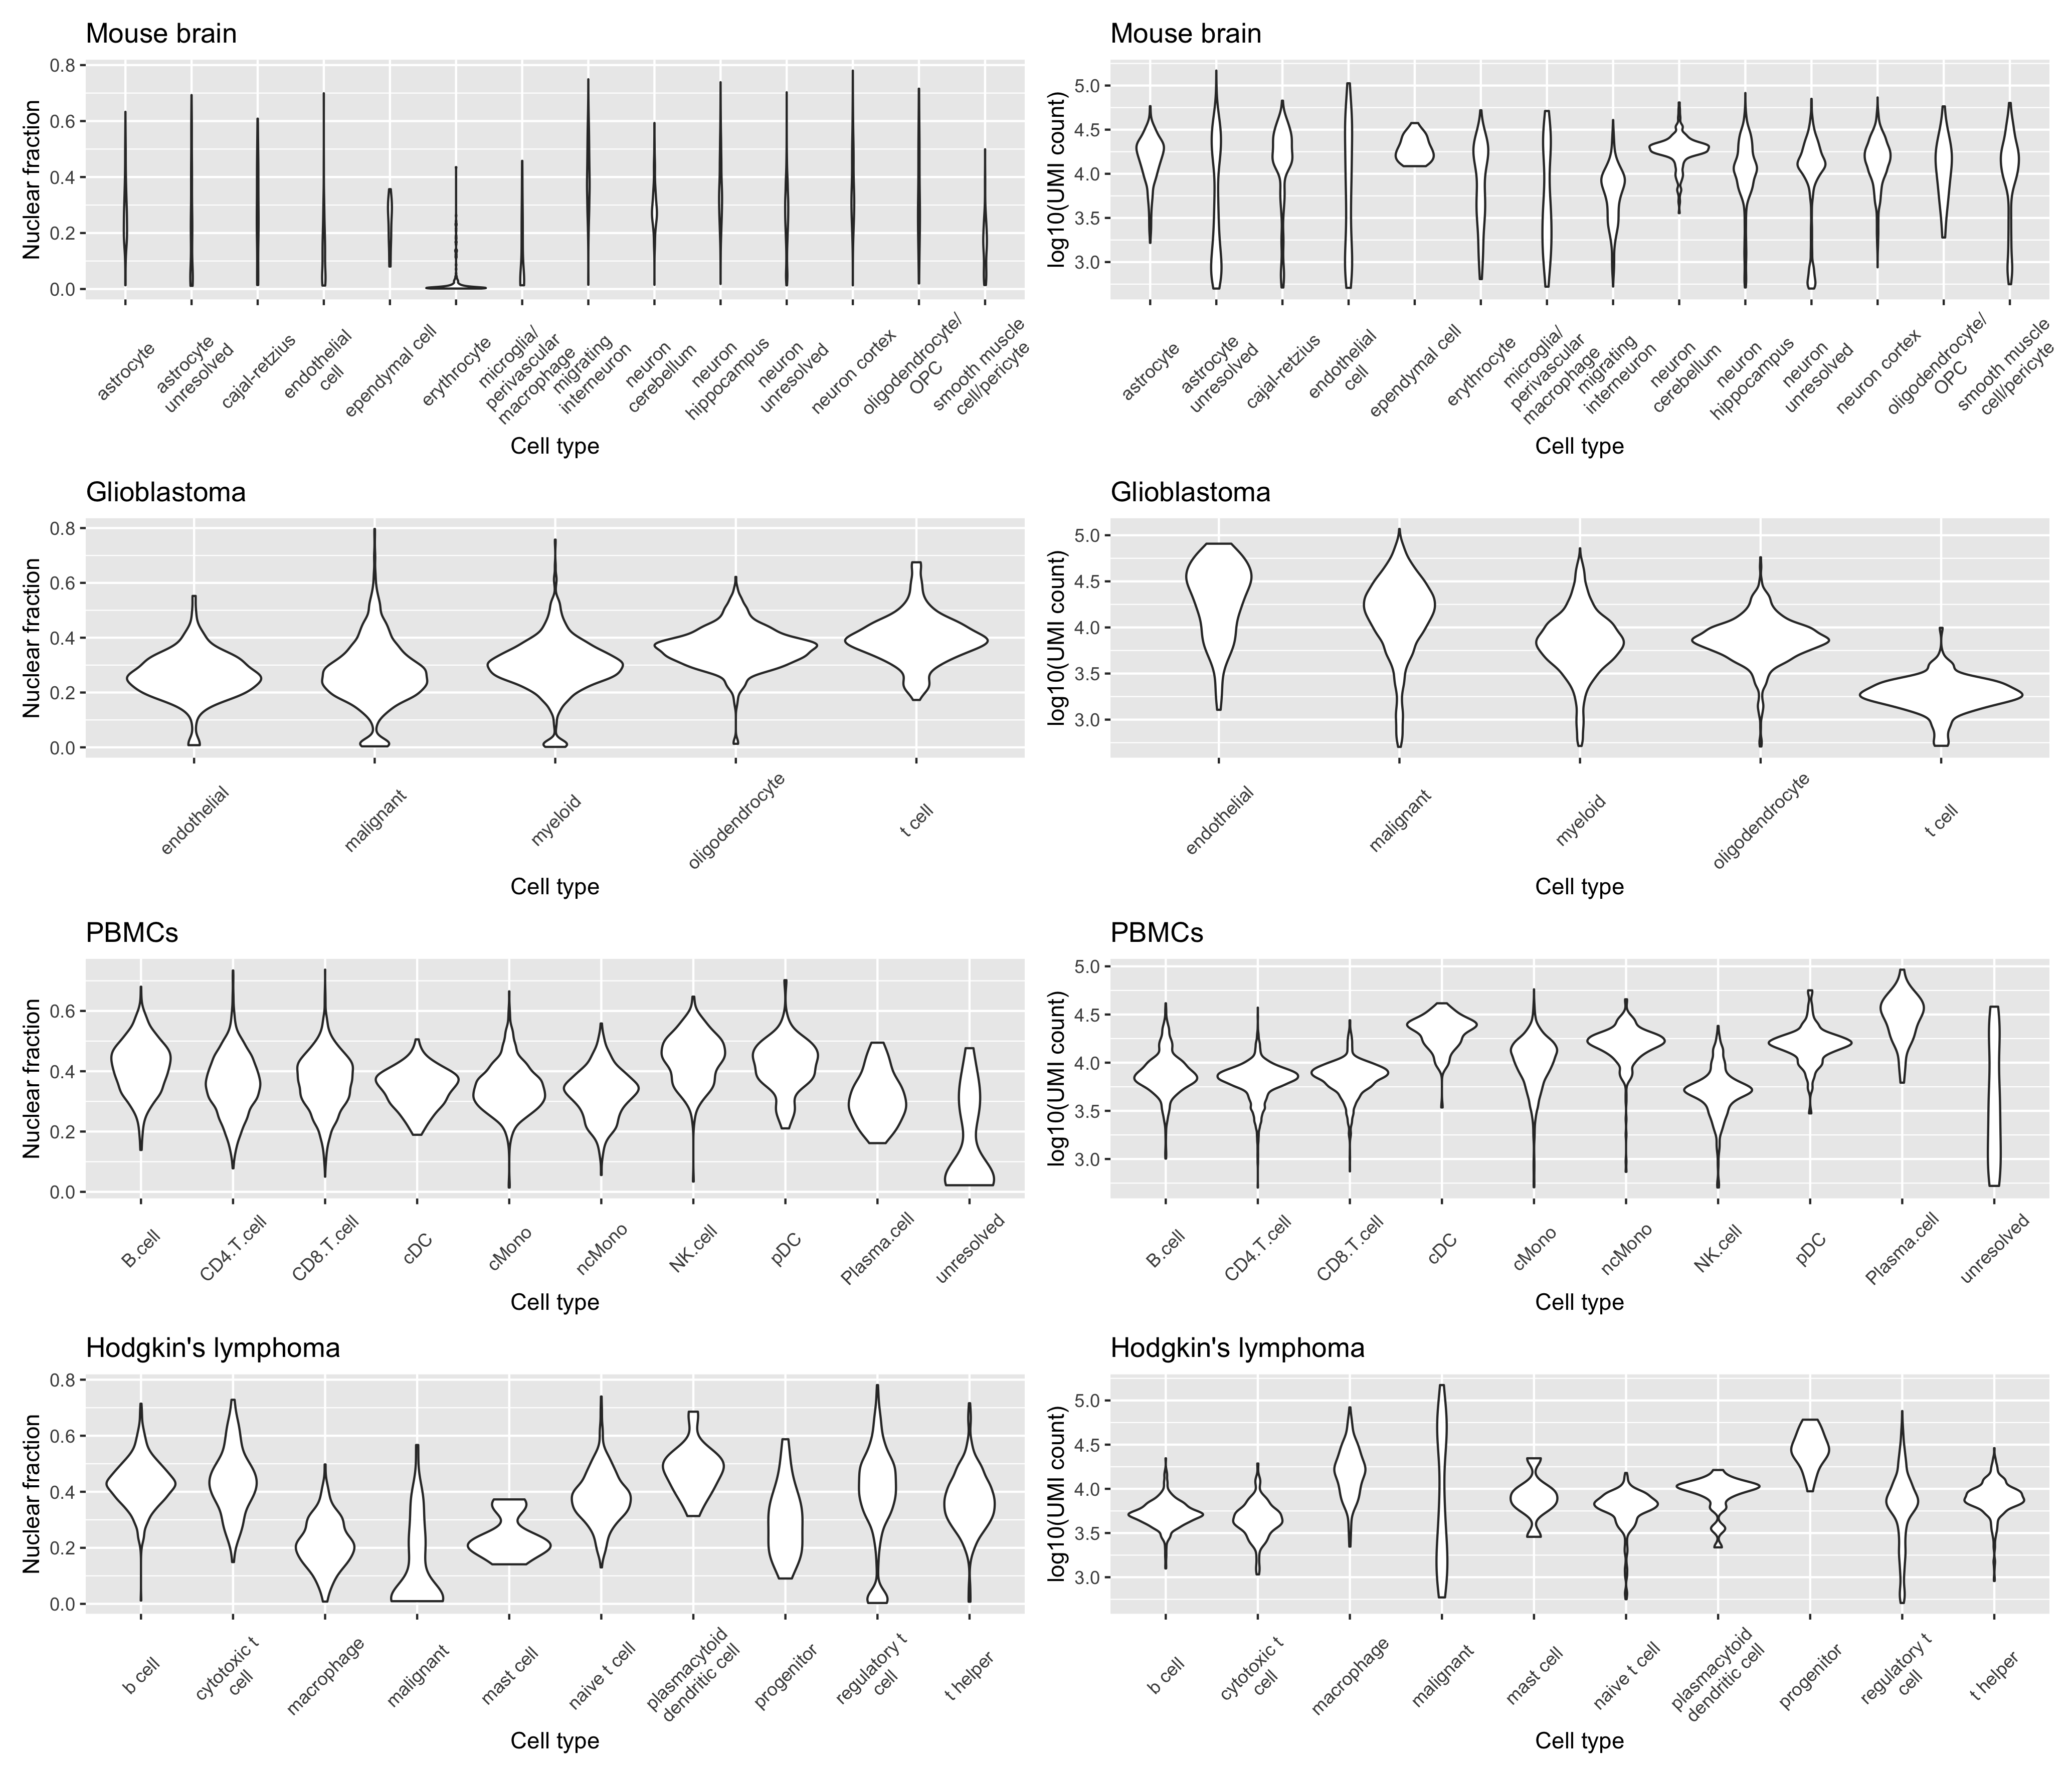 Mouse brain
Nuclear fraction
0.8
0.6
0.4
0.2
0.0
astrocyte
astrocyte
unresolved
cajal-retzius
endothelial
cell
ependymal cell
erythrocyte
microglia/
perivascular
macrophage
migrating
interneuron
neuron
cerebellum
neuron
hippocampus
neuron
unresolved
neuron cortex
oligodendrocyte/
OPC
smooth muscle
cell/pericyte
Cell type
Mouse brain
log10(UMI count)
5.0
4.5
4.0
3.5
3.0
astrocyte
astrocyte
unresolved
cajal-retzius
endothelial
cell
ependymal cell
erythrocyte
microglia/
perivascular
macrophage
migrating
interneuron
neuron
cerebellum
neuron
hippocampus
neuron
unresolved
neuron cortex
oligodendrocyte/
OPC
smooth muscle
cell/pericyte
Cell type
Glioblastoma
Nuclear fraction
0.8
0.6
0.4
0.2
0.0
endothelial
malignant
myeloid
oligodendrocyte
t cell
Cell type
Glioblastoma
log10(UMI count)
5.0
4.5
4.0
3.5
3.0
endothelial
malignant
myeloid
oligodendrocyte
t cell
Cell type
PBMCs
Nuclear fraction
0.6
0.4
0.2
0.0
B.cell
CD4.T.cell
CD8.T.cell
cDC
cMono
ncMono
NK.cell
pDC
Plasma.cell
unresolved
Cell type
PBMCs
log10(UMI count)
5.0
4.5
4.0
3.5
3.0
B.cell
CD4.T.cell
CD8.T.cell
cDC
cMono
ncMono
NK.cell
pDC
Plasma.cell
unresolved
Cell type
Hodgkin's lymphoma
Nuclear fraction
0.8
0.6
0.4
0.2
0.0
b cell
cytotoxic t
cell
macrophage
malignant
mast cell
naive t cell
plasmacytoid
dendritic cell
progenitor
regulatory t
cell
t helper
Cell type
Hodgkin's lymphoma
log10(UMI count)
5.0
4.5
4.0
3.5
3.0
b cell
cytotoxic t
cell
macrophage
malignant
mast cell
naive t cell
plasmacytoid
dendritic cell
progenitor
regulatory t
cell
t helper
Cell type